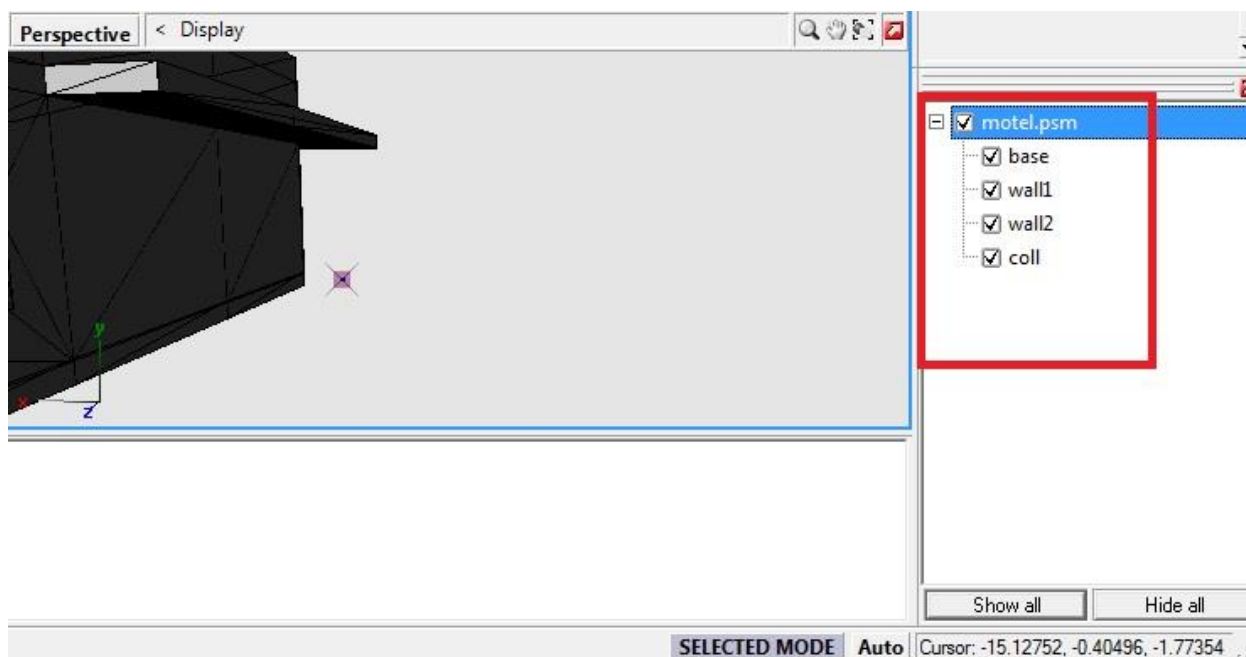 Perspective < Display
motel.psm
base
wall1
wall2
coll
y
x
z
Show all Hide all
SELECTED MODE Auto Cursor: -15.12752, -0.40496, -1.77354